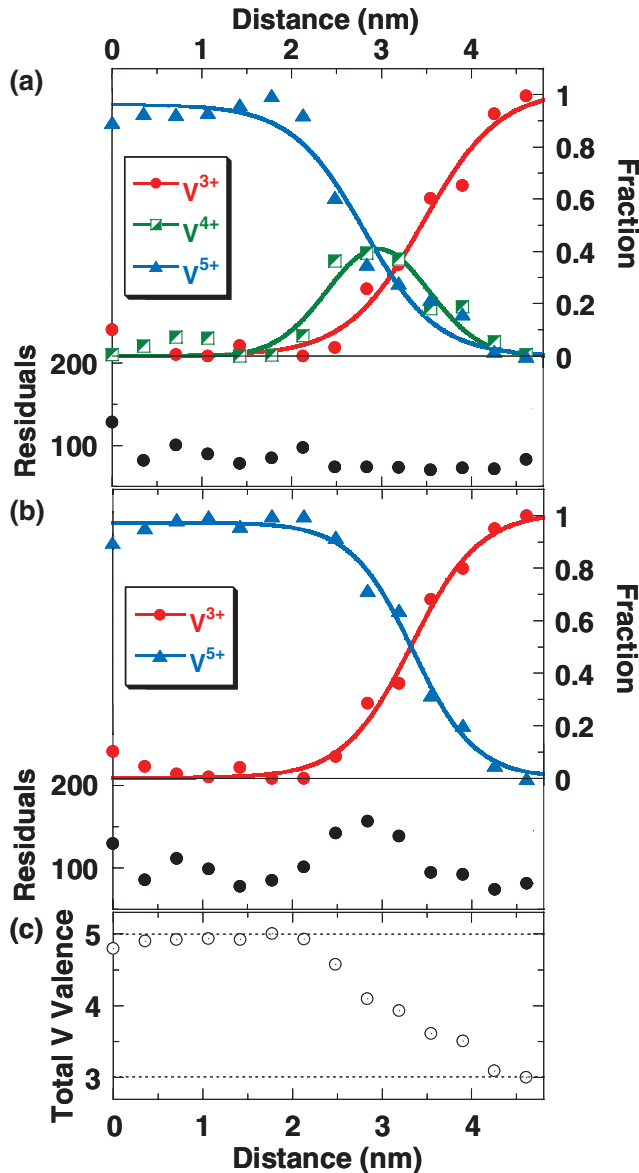 Distance (nm)
0 1 2 3 4
(a)
1
0.8
0.6
0.4
0.2
0
Fraction
V3+
V4+
V5+
200
100
Residuals
(b)
1
0.8
0.6
0.4
0.2
0
Fraction
V3+
V5+
200
100
Residuals
(c)
5
3
Total V Valence
0 1 2 3 4
Distance (nm)